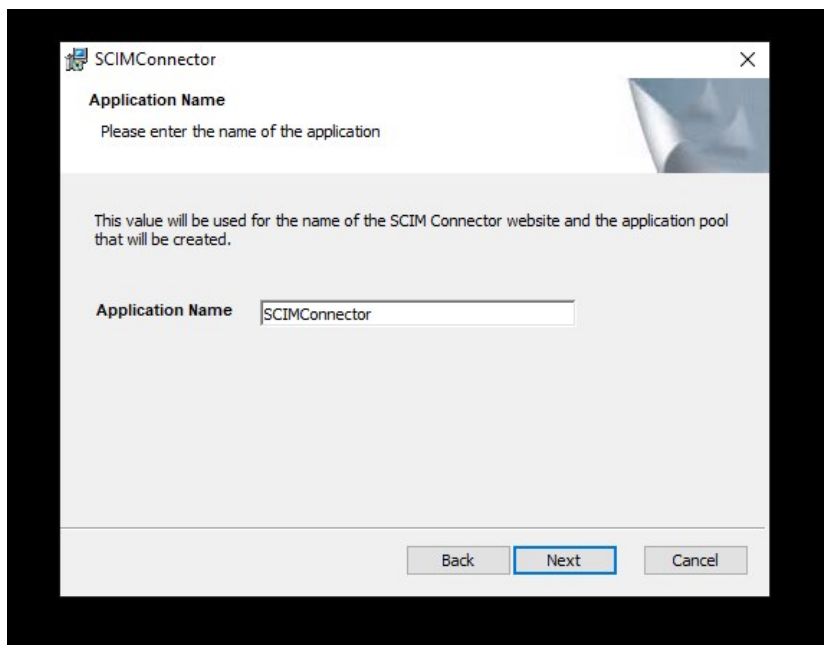 SCIMConnector
Application Name
Please enter the name of the application
This value will be used for the name of the SCIM Connector website and the application pool
that will be created.
Application Name SCIMConnector
Back Next Cancel